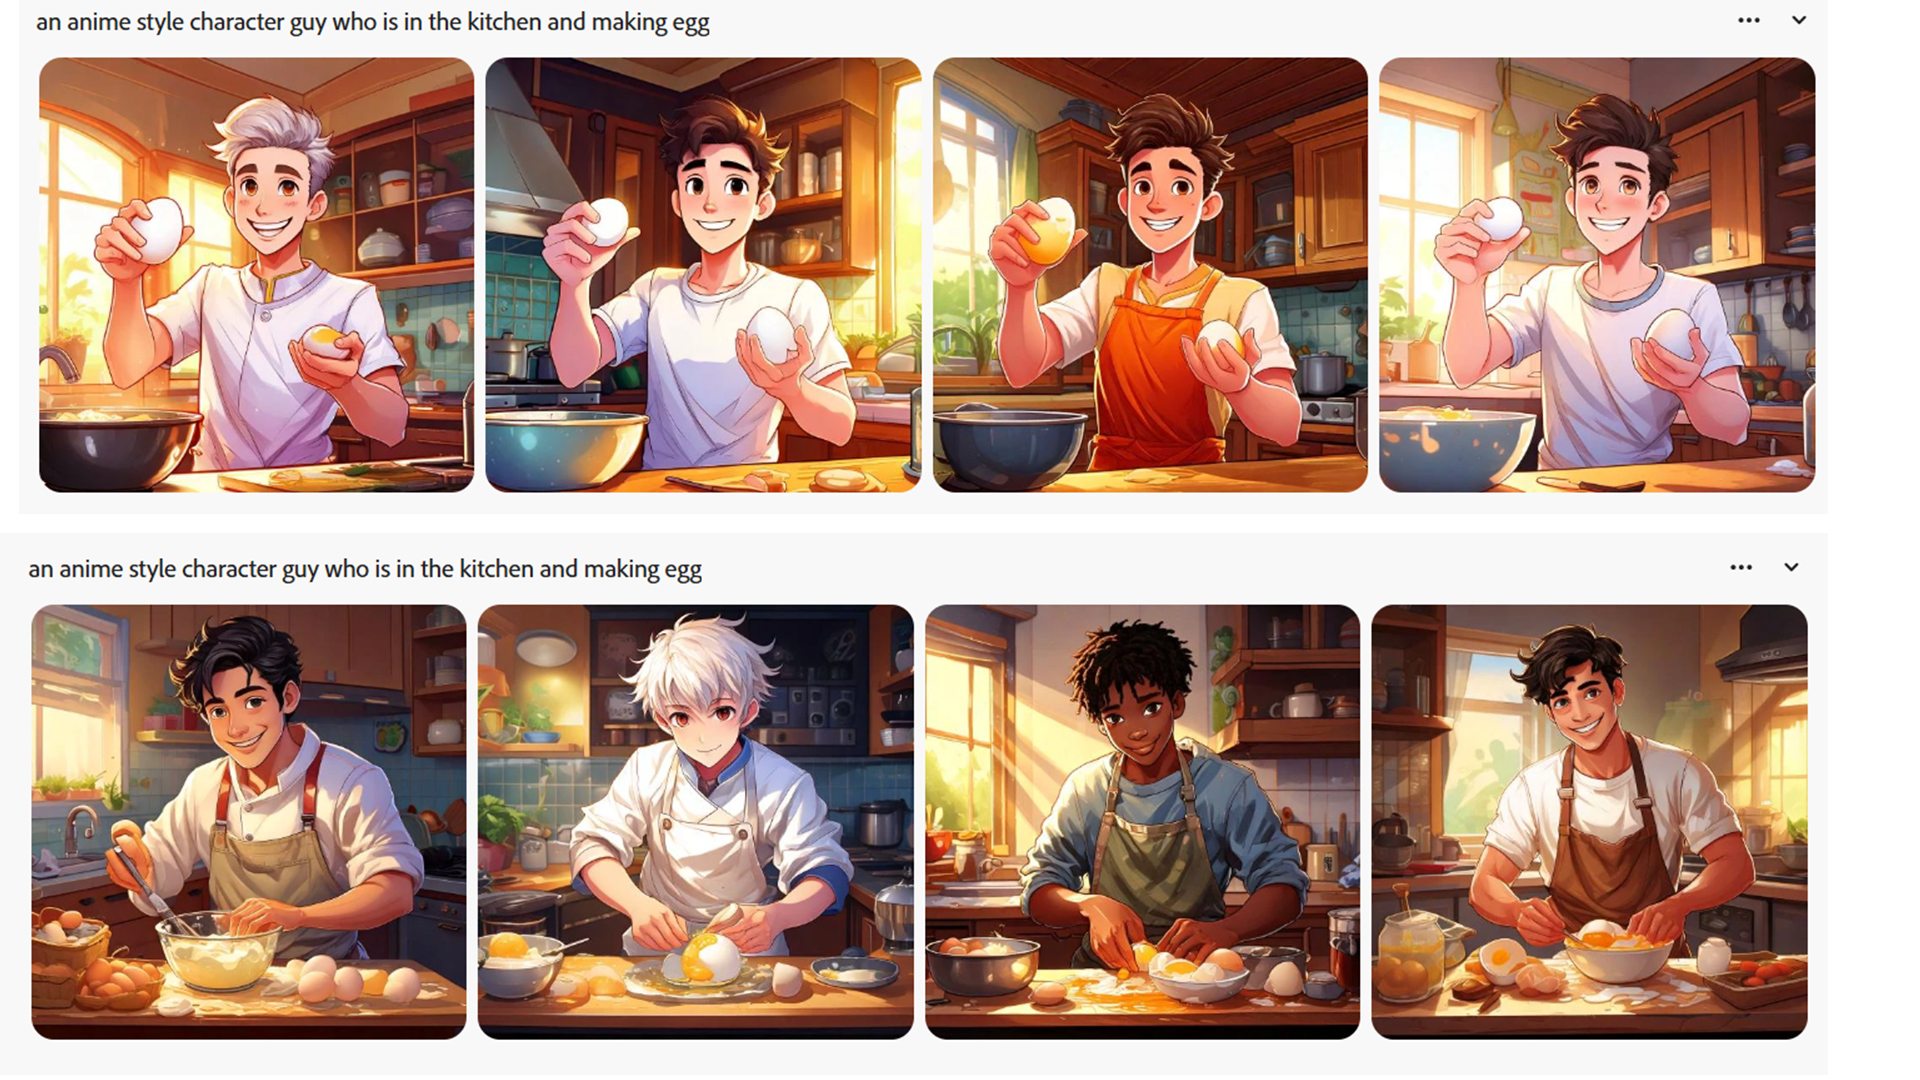 an anime style character guy who is in the kitchen and making egg
an anime style character guy who is in the kitchen and making egg